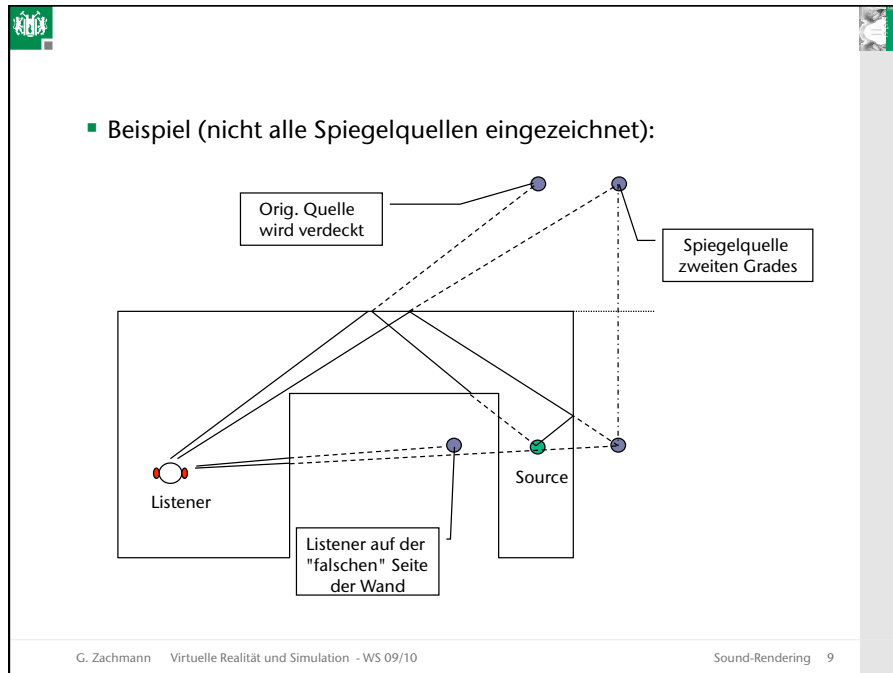 Beispiel (nicht alle Spiegelquellen eingezeichnet):
Orig. Quelle
wird verdeckt
Spiegelquelle
zweiten Grades
Source
Listener
Listener auf der
"falschen" Seite
der Wand
G. Zachmann Virtuelle Realität und Simulation - WS 09/10 Sound-Rendering 9